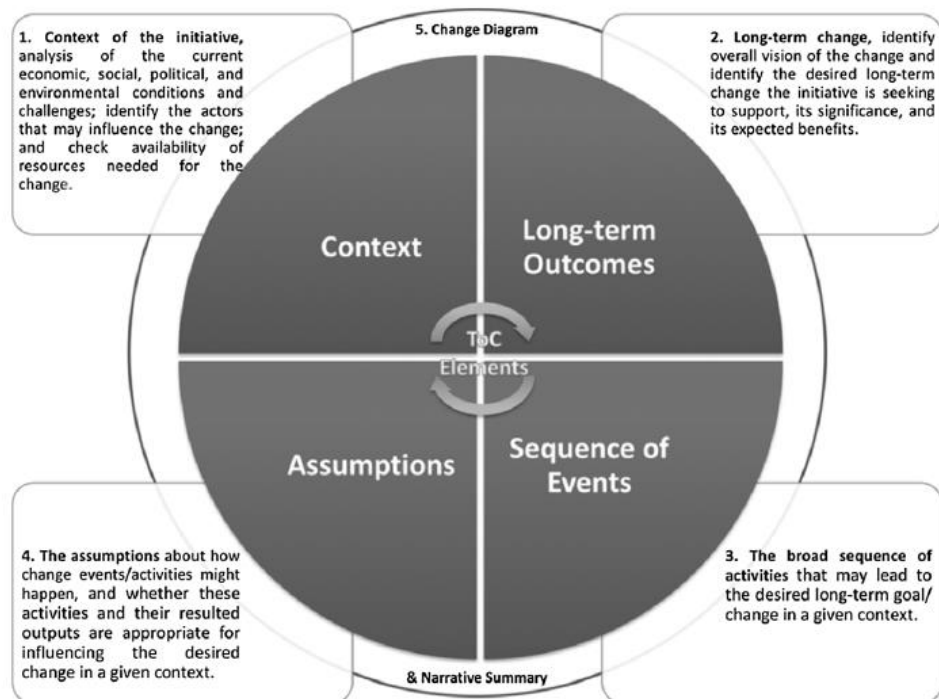 5. Change Diagram
1. Context of the initiative,
analysis of the current
economic, social, political, and
environmental conditions and
challenges; identify the actors
that may influence the change;
and check availability of
resources needed for the
change.
2. Long-term change, identify
overall vision of the change and
identify the desired long-term
change the initiative is seeking
to support, its significance, and
its expected benefits.
Context
Long-term
Outcomes
ToC
Elements
Assumptions
Sequence of
Events
4. The assumptions about how
change events/activities might
happen, and whether these
activities and their resulted
outputs are appropriate for
influencing the desired
change in a given context.
3. The broad sequence of
activities that may lead to
the desired long-term goal/
change in a given context.
& Narrative Summary